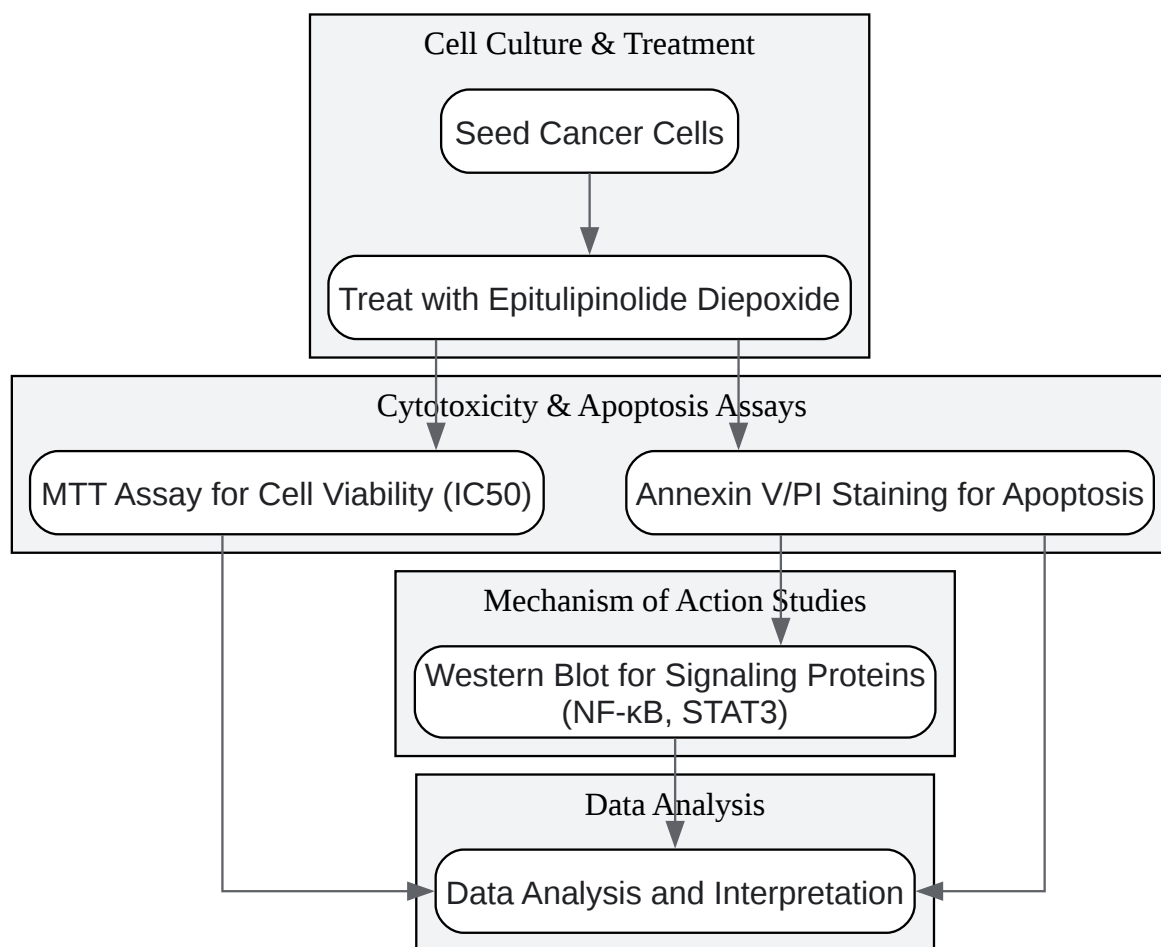 Cell Culture & Treatment
Seed Cancer Cells
Treat with Epitulipinolide Diepoxide
Cytotoxicity & Apoptosis Assays
MTT Assay for Cell Viability (IC50)
Annexin V/PI Staining for Apoptosis
Mechanism of Action Studies
Western Blot for Signaling Proteins
(NF-κB, STAT3)
Data Analysis
Data Analysis and Interpretation